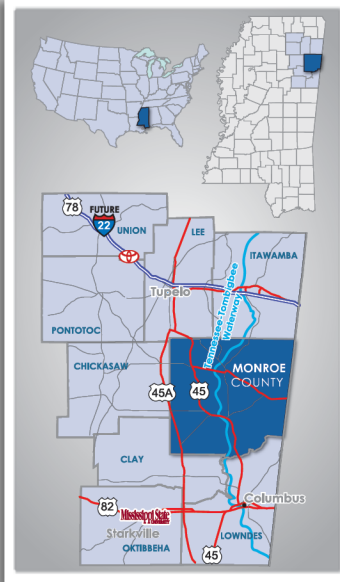 78
FUTURE
22
UNION
LEE
ITAWAMBA
Tupelo
Tennessee-Tombigbee
Waterway
PONTOTOC
CHICKASAW
MONROE
COUNTY
45A
45
CLAY
82
Mississippi State
Columbus
Starkville
OKTIBBEHA
LOWNDES
45